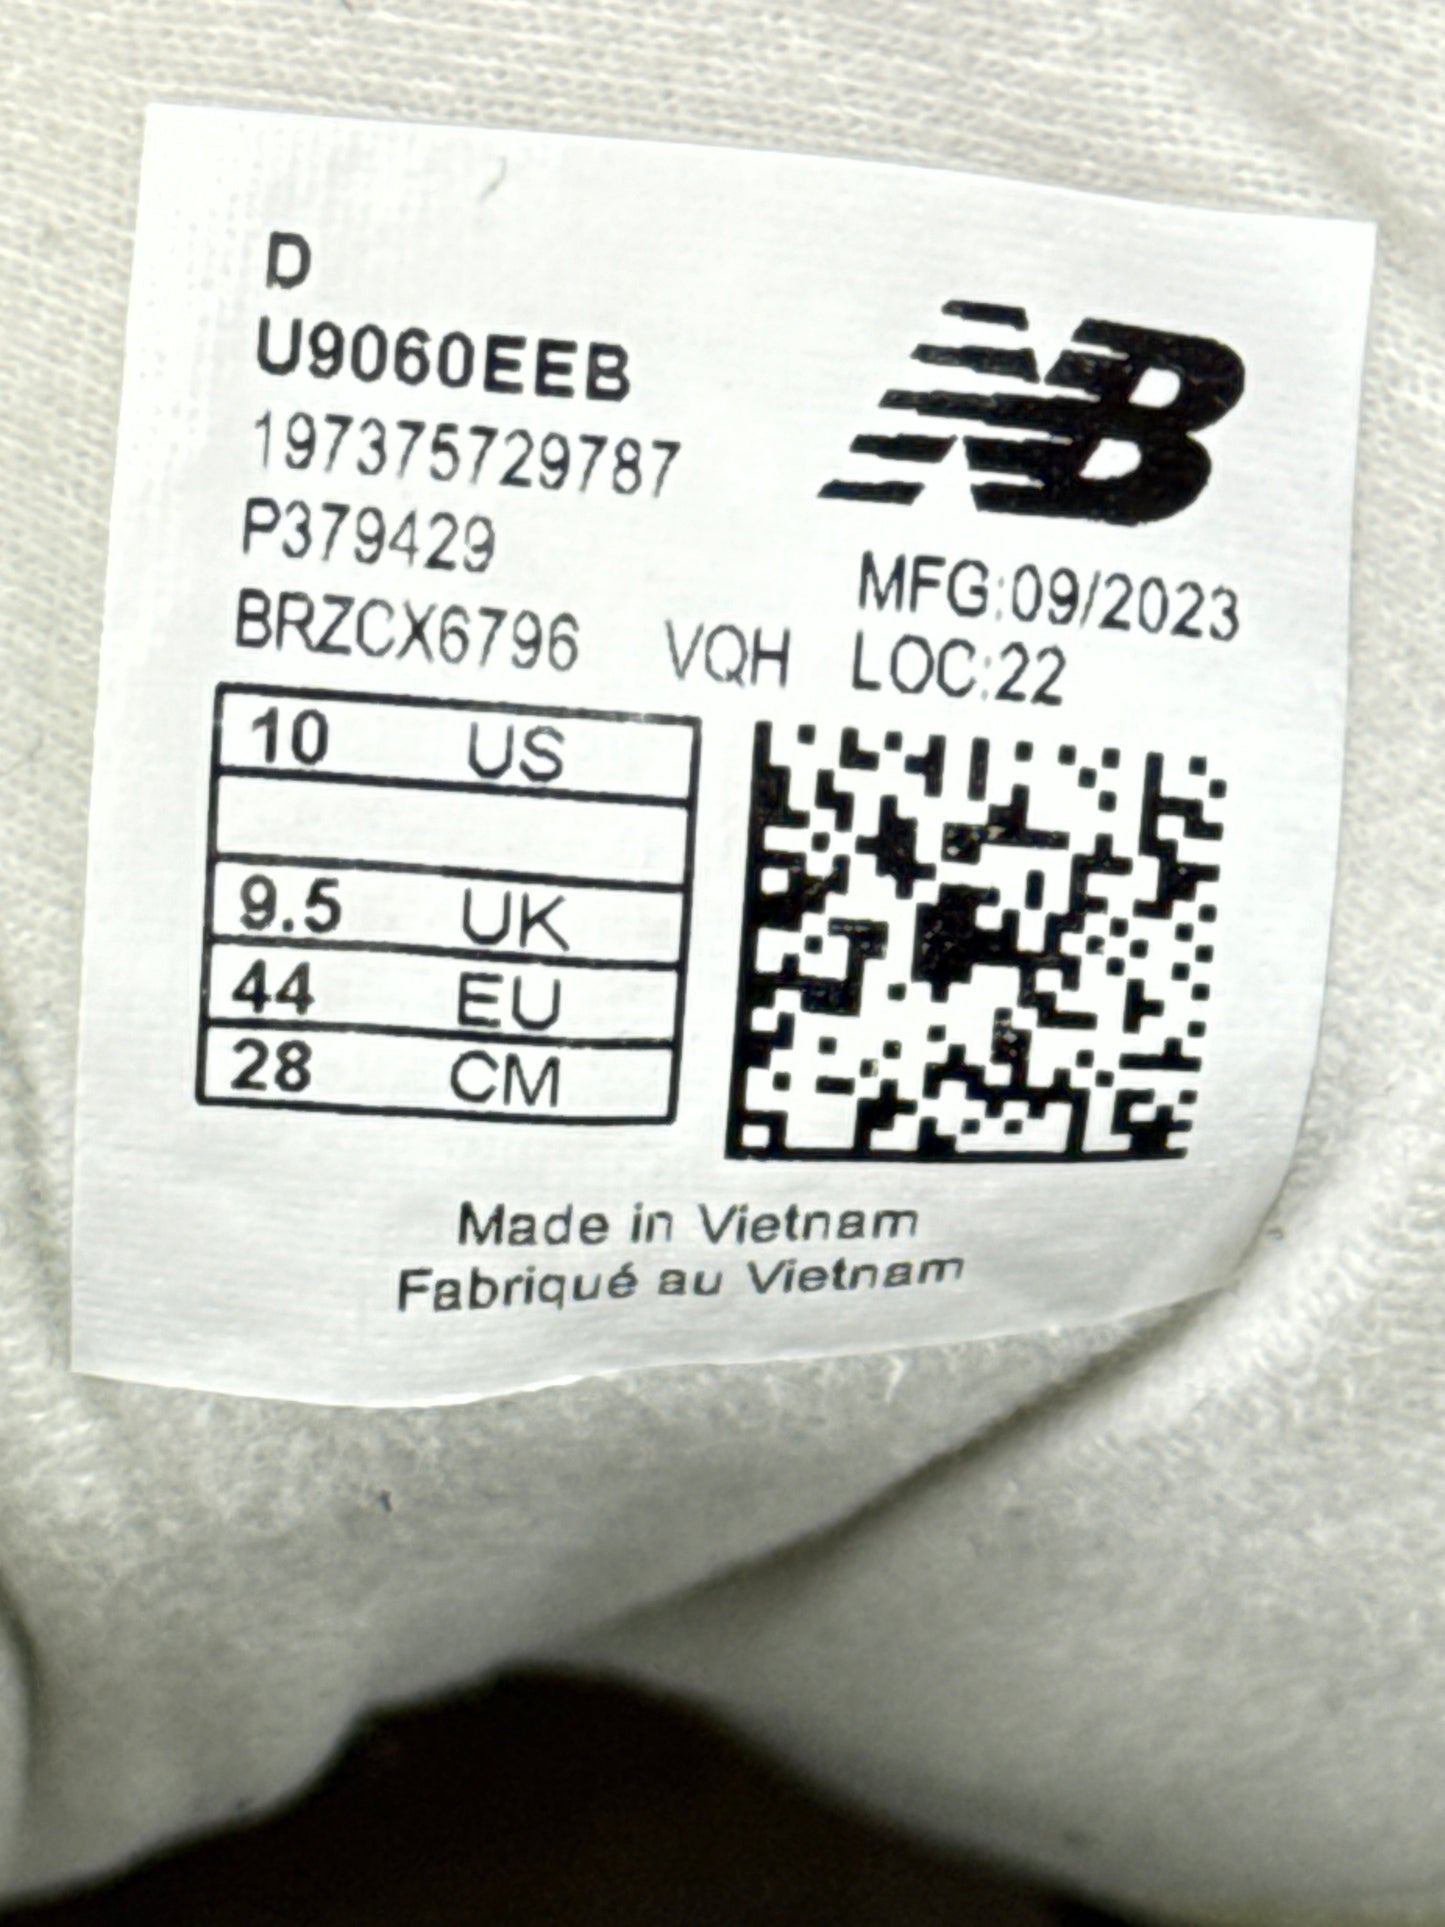 D
U9060EEB
197375729787
P379429
BRZCX6796 VQH
NB
MFG:09/2023
LOC:22
10 US
9.5 UK
44 EU
28 CM
Made in Vietnam
Fabriqué au Vietnam